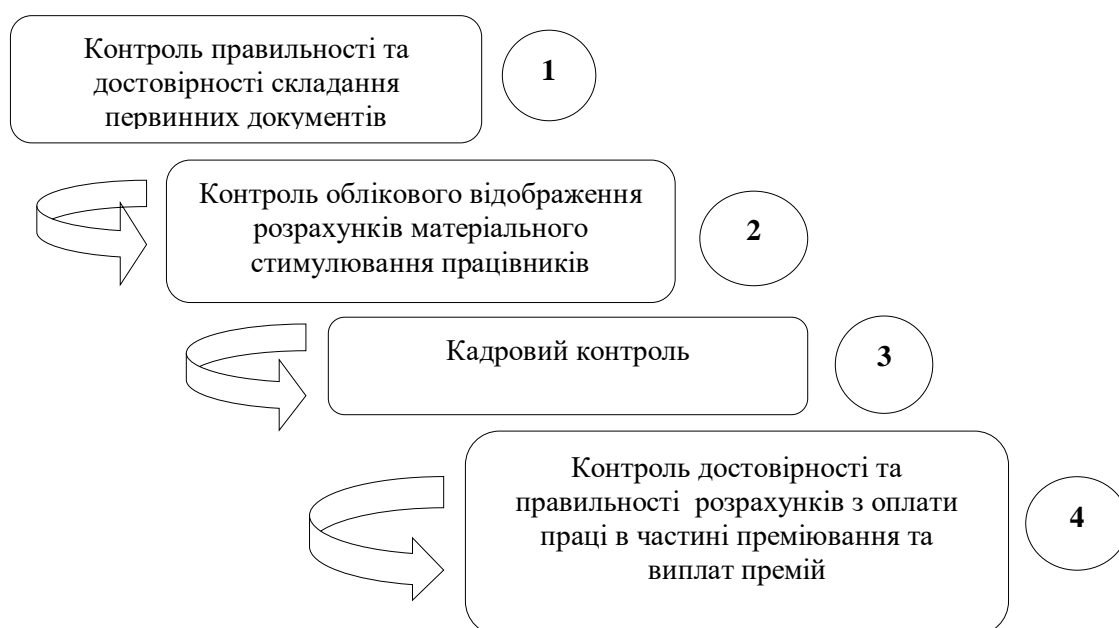 Контроль правильності та
достовірності складання
первинних документів
1
Контроль облікового відображення
розрахунків матеріального
стимулювання працівників
2
Кадровий контроль
3
Контроль достовірності та
правильності розрахунків з оплати
праці в частині преміювання та
виплат премій
4